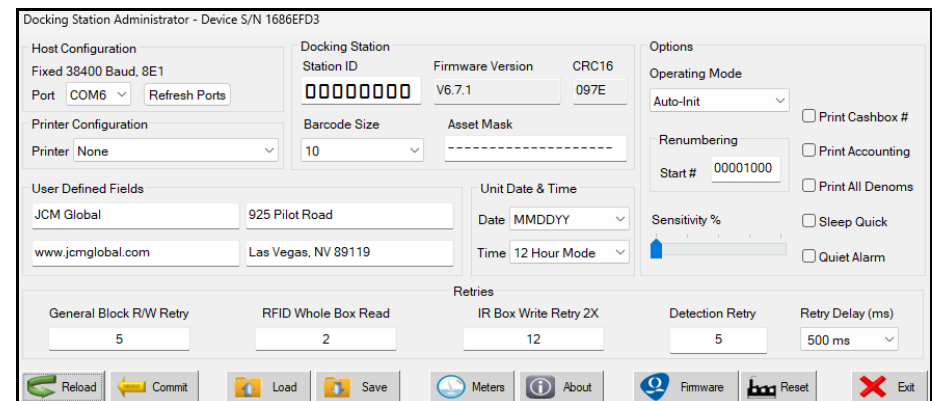 Docking Station Administrator - Device S/N 1686EFD3
Host Configuration
Fixed 38400 Baud, 8E1
Port COM6 Refresh Ports
Printer Configuration
Printer None
Docking Station
Station ID Firmware Version CRC16
00000000 V6.7.1 097E
Barcode Size Asset Mask
10 --------------------
User Defined Fields
JCM Global 925 Pilot Road
www.jcmglobal.com Las Vegas, NV 89119
Unit Date & Time
Date MMDDYY
Time 12 Hour Mode
Options
Operating Mode
Auto-Init
Renumbering
Start # 00001000
Sensitivity %
Print Cashbox #
Print Accounting
Print All Denoms
Sleep Quick
Quiet Alarm
Retries
General Block R/W Retry RFID Whole Box Read IR Box Write Retry 2X Detection Retry Retry Delay (ms)
5 2 12 5 500 ms
Reload Commit Load Save Meters About Firmware Reset Exit